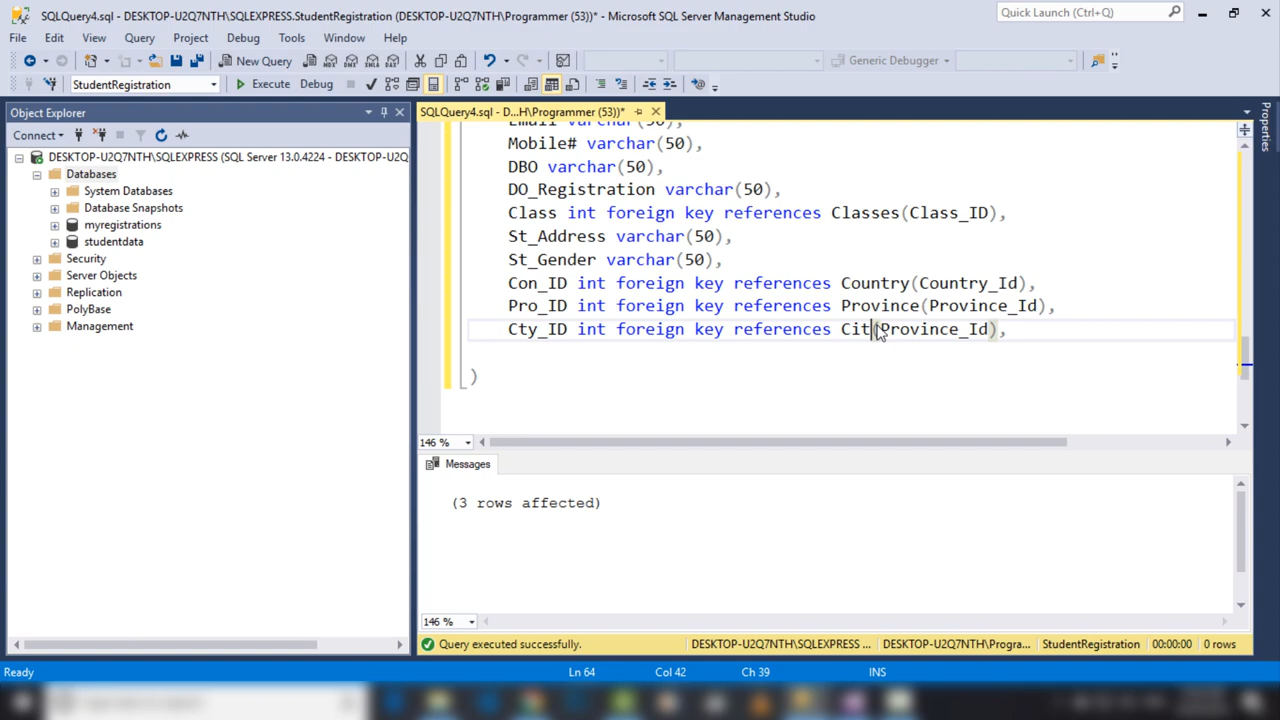 SQLQuery4.sql - DESKTOP-U2Q7NTH\SQLEXPRESS.StudentRegistration (DESKTOP-U2Q7NTH\Programmer (53))* - Microsoft SQL Server Management Studio
Quick Launch (Ctrl+Q)
File Edit View Query Project Debug Tools Window Help
New Query
Generic Debugger
StudentRegistration
Execute Debug
Object Explorer
SQLQuery4.sql - D...H\Programmer (53))*
Properties
Connect
DESKTOP-U2Q7NTH\SQLEXPRESS (SQL Server 13.0.4224 - DESKTOP-U2Q
Databases
System Databases
Database Snapshots
myregistrations
studentdata
Security
Server Objects
Replication
PolyBase
Management
Email varchar(50),
Mobile# varchar(50),
DBO varchar(50),
DO_Registration varchar(50),
Class int foreign key references Classes(Class_ID),
St_Address varchar(50),
St_Gender varchar(50),
Con_ID int foreign key references Country(Country_Id),
Pro_ID int foreign key references Province(Province_Id),
Cty_ID int foreign key references Cit(Province_Id),
)
146 %
Messages
(3 rows affected)
146 %
Query executed successfully.
DESKTOP-U2Q7NTH\SQLEXPRESS ... DESKTOP-U2Q7NTH\Progra... StudentRegistration 00:00:00 0 rows
Ready Ln 64 Col 42 Ch 39 INS